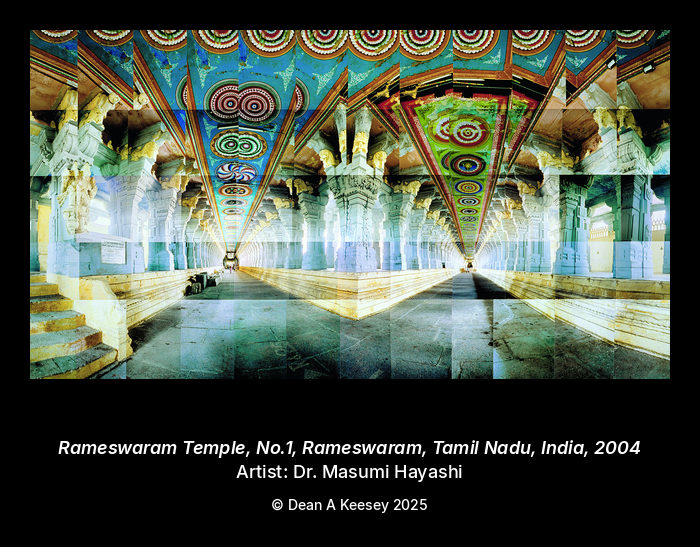 Rameswaram Temple, No.1, Rameswaram, Tamil Nadu, India, 2004
Artist: Dr. Masumi Hayashi
© Dean A Keesey 2025